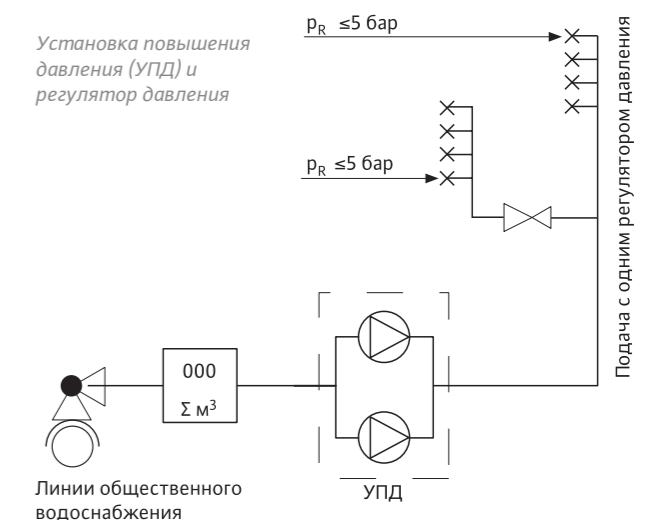 Установка повышения
давления (УПД) и
регулятор давления
pR ≤5 бар
pR ≤5 бар
Подача с одним регулятором давления
000
Σ м³
УПД
Линии общественного
водоснабжения